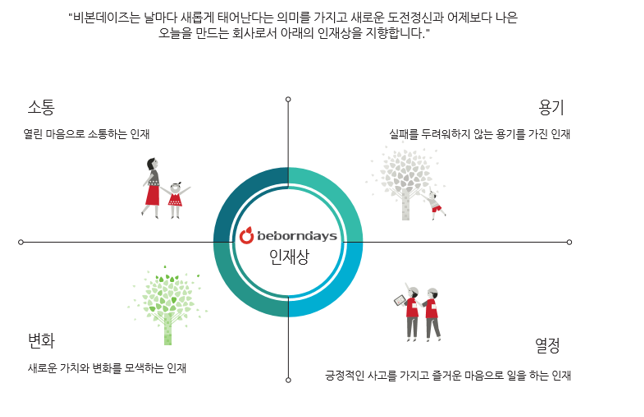 "비본데이즈는 날마다 새롭게 태어난다는 의미를 가지고 새로운 도전정신과 어제보다 나은
오늘을 만드는 회사로서 아래의 인재상을 지향합니다."
소통
열린 마음으로 소통하는 인재
용기
실패를 두려워하지 않는 용기를 가진 인재
beborndays
인재상
변화
새로운 가치와 변화를 모색하는 인재
열정
긍정적인 사고를 가지고 즐거운 마음으로 일을 하는 인재